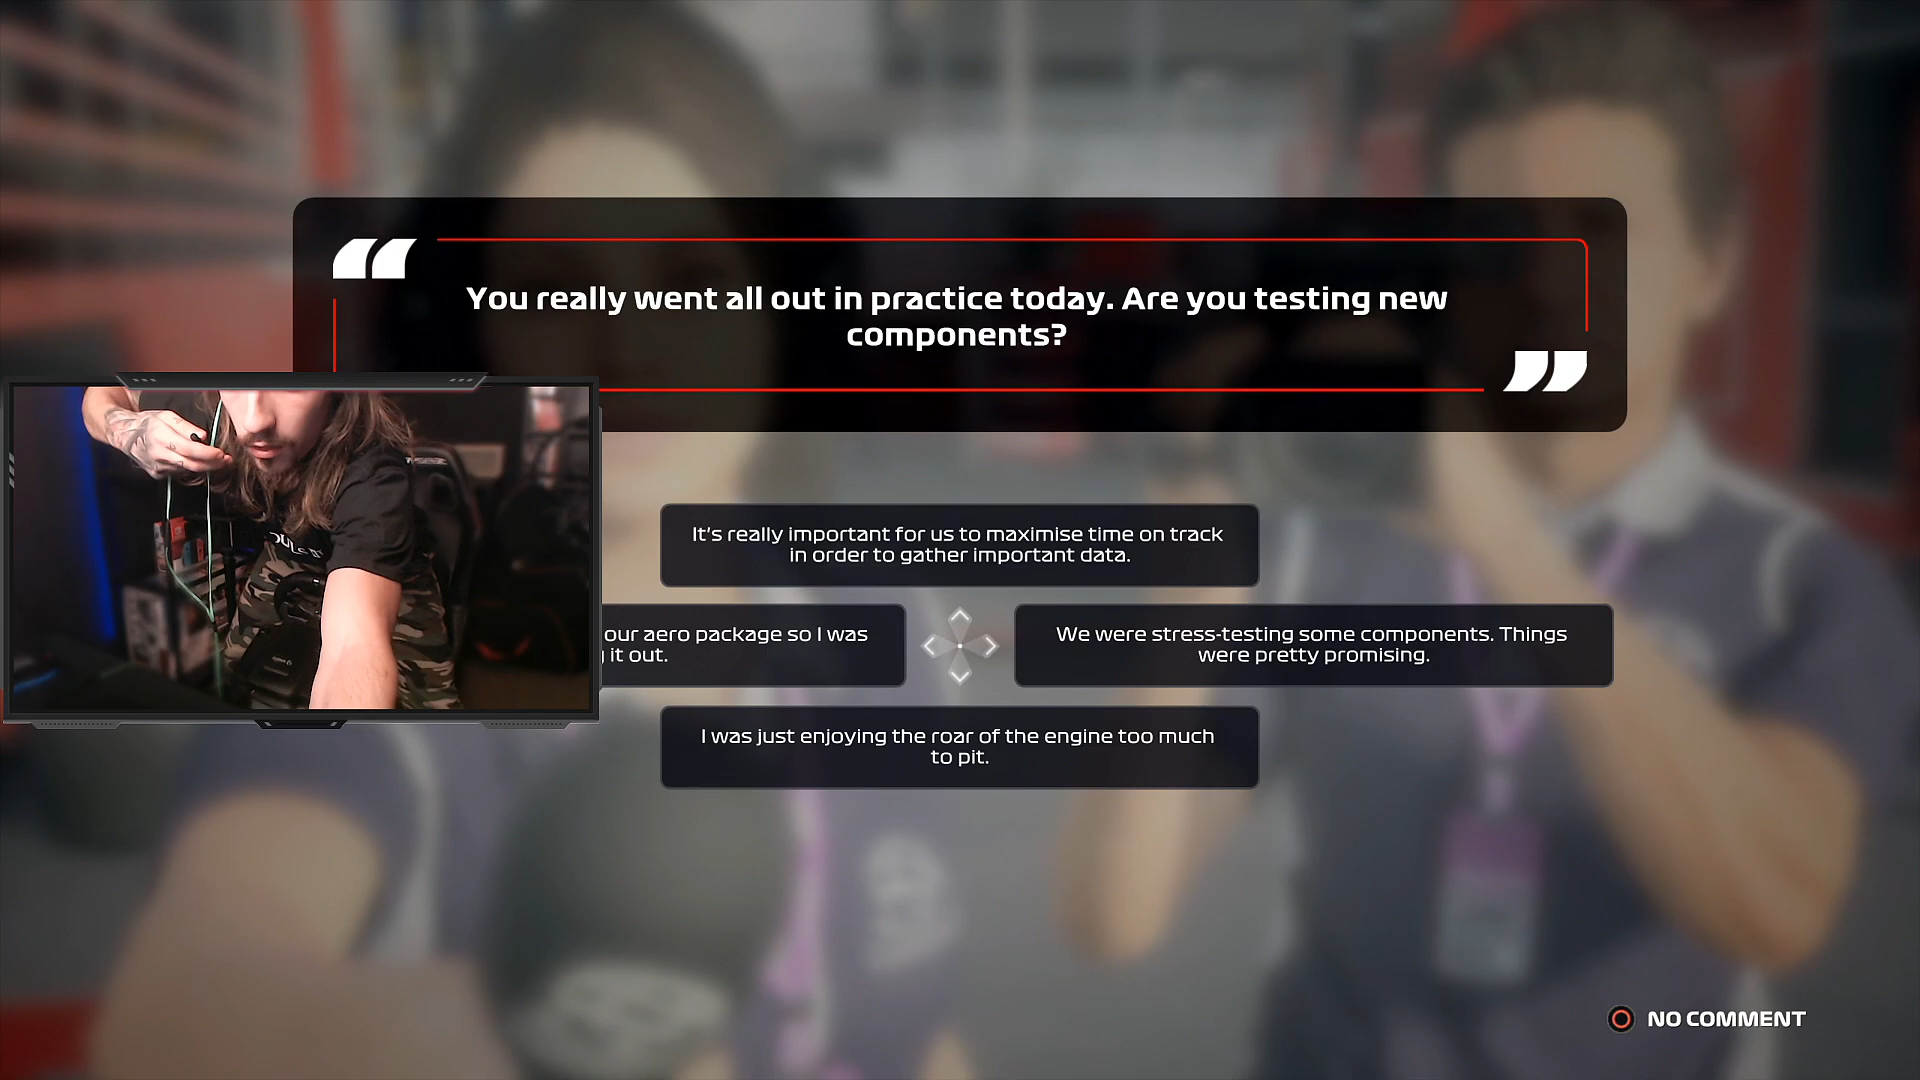 You really went all out in practice today. Are you testing new
components?
It's really important for us to maximise time on track
in order to gather important data.
our aero package so I was
it out.
We were stress-testing some components. Things
were pretty promising.
I was just enjoying the roar of the engine too much
to pit.
NO COMMENT